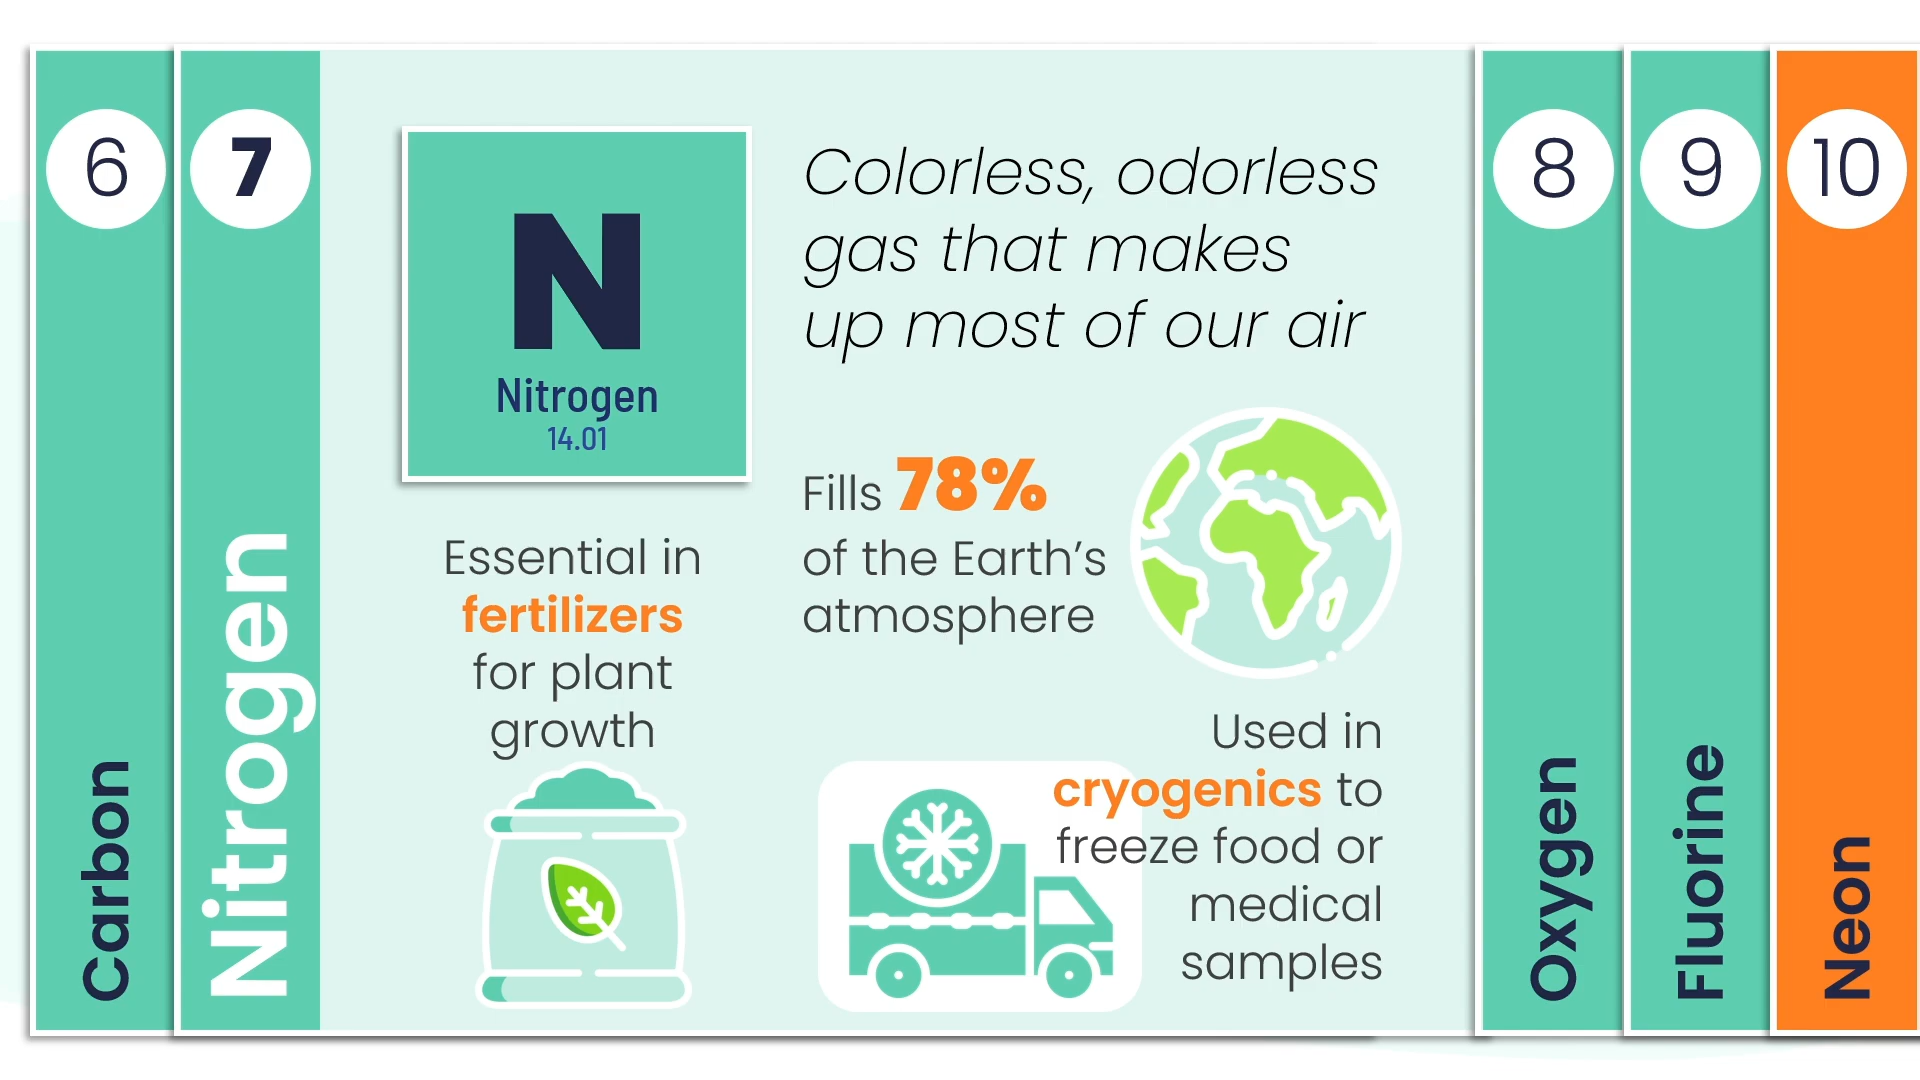 6
Carbon
7
Nitrogen
N
Nitrogen
14.01
Essential in
fertilizers
for plant
growth
Colorless, odorless
gas that makes
up most of our air
Fills 78%
of the Earth’s
atmosphere
Used in
cryogenics to
freeze food or
medical
samples
8
Oxygen
9
Fluorine
10
Neon